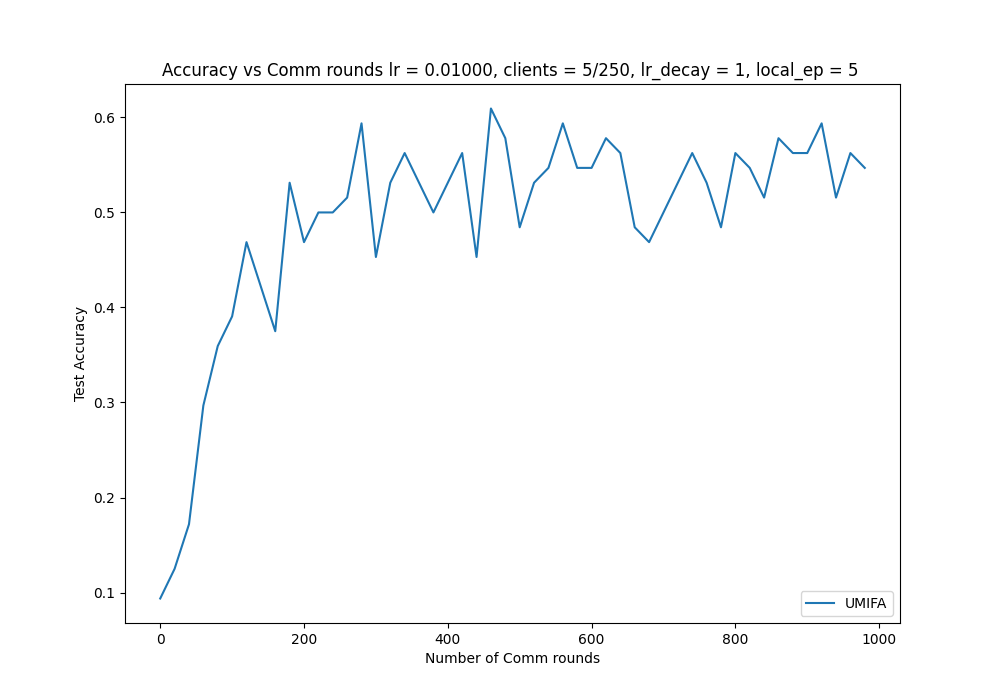 Accuracy vs Comm rounds lr = 0.01000, clients = 5/250, lr_decay = 1, local_ep = 5
Test Accuracy
0.6
0.5
0.4
0.3
0.2
0.1
UMIFA
0 200 400 600 800 1000
Number of Comm rounds